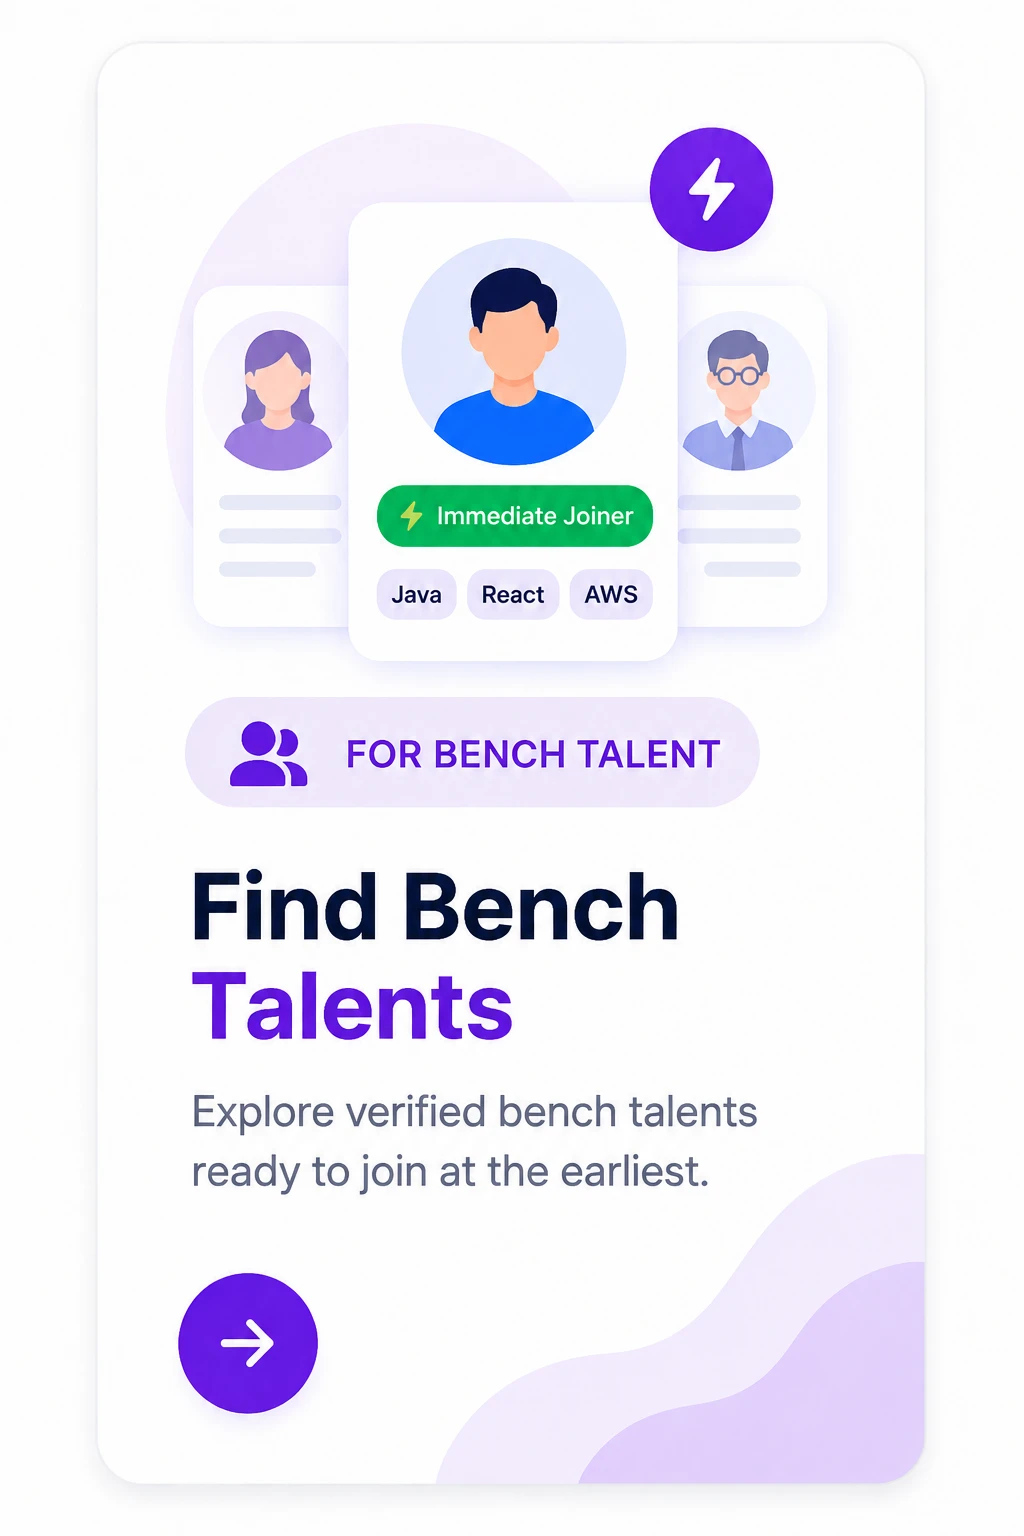 Immediate Joiner
Java React AWS
FOR BENCH TALENT
Find Bench
Talents
Explore verified bench talents
ready to join at the earliest.